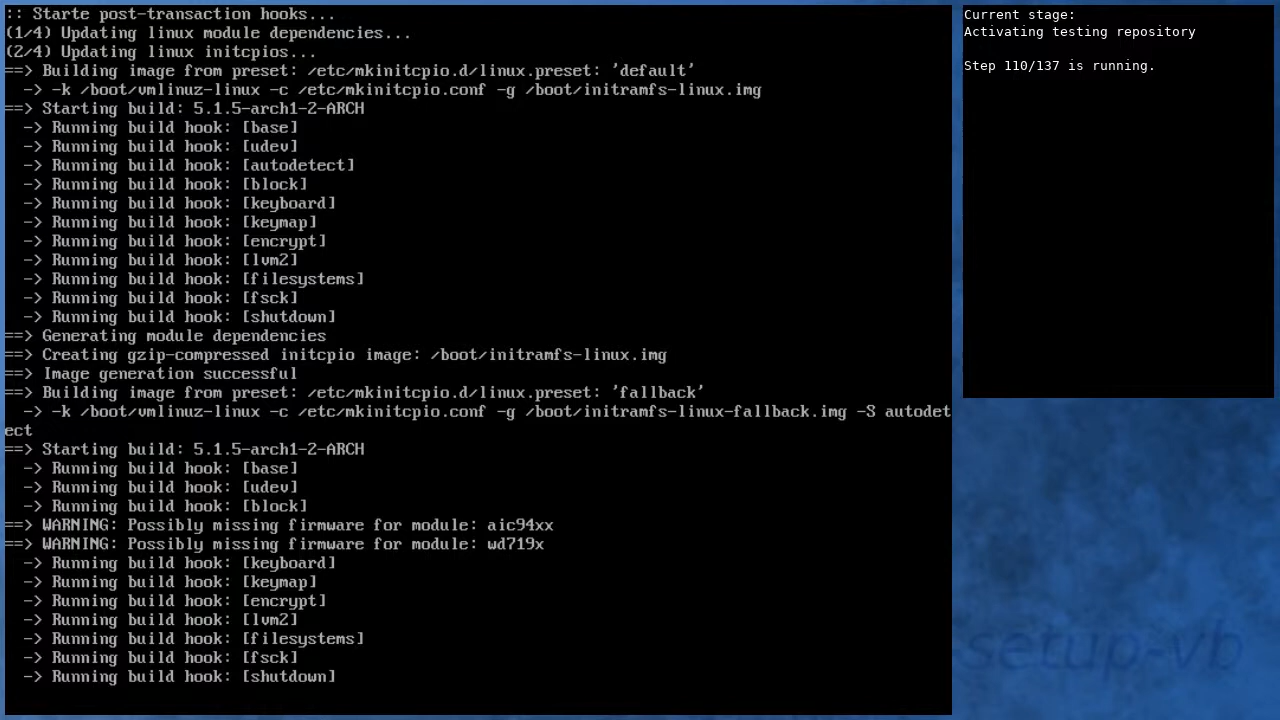 :: Starte post-transaction hooks...
(1/4) Updating linux module dependencies...
(2/4) Updating linux initcpios...
==> Building image from preset: /etc/mkinitcpio.d/linux.preset: 'default'
  -> -k /boot/vmlinuz-linux -c /etc/mkinitcpio.conf -g /boot/initramfs-linux.img
==> Starting build: 5.1.5-arch1-2-ARCH
  -> Running build hook: [base]
  -> Running build hook: [udev]
  -> Running build hook: [autodetect]
  -> Running build hook: [block]
  -> Running build hook: [keyboard]
  -> Running build hook: [keymap]
  -> Running build hook: [encrypt]
  -> Running build hook: [lvm2]
  -> Running build hook: [filesystems]
  -> Running build hook: [fsck]
  -> Running build hook: [shutdown]
==> Generating module dependencies
==> Creating gzip-compressed initcpio image: /boot/initramfs-linux.img
==> Image generation successful
==> Building image from preset: /etc/mkinitcpio.d/linux.preset: 'fallback'
  -> -k /boot/vmlinuz-linux -c /etc/mkinitcpio.conf -g /boot/initramfs-linux-fallback.img -S autodet
ect
==> Starting build: 5.1.5-arch1-2-ARCH
  -> Running build hook: [base]
  -> Running build hook: [udev]
  -> Running build hook: [block]
==> WARNING: Possibly missing firmware for module: aic94xx
==> WARNING: Possibly missing firmware for module: wd719x
  -> Running build hook: [keyboard]
  -> Running build hook: [keymap]
  -> Running build hook: [encrypt]
  -> Running build hook: [lvm2]
  -> Running build hook: [filesystems]
  -> Running build hook: [fsck]
  -> Running build hook: [shutdown]
Current stage:
Activating testing repository
Step 110/137 is running.
setup-vb